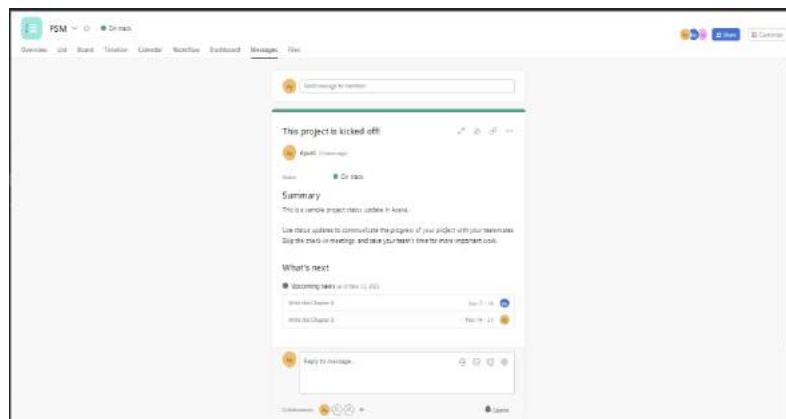 PSM
On track
Share
Customize
Overview List Board Timeline Calendar Workflow Dashboard Messages Files
Send message to members
This project is kicked off!
Status
On track
Summary
This is a sample project status update in Asana.
Use status updates to communicate the progress of your project with your teammates.
Skip the check-in meetings and save your team's time for more important work.
What's next
Upcoming tasks
Reply to message...
Collaborators
Leave